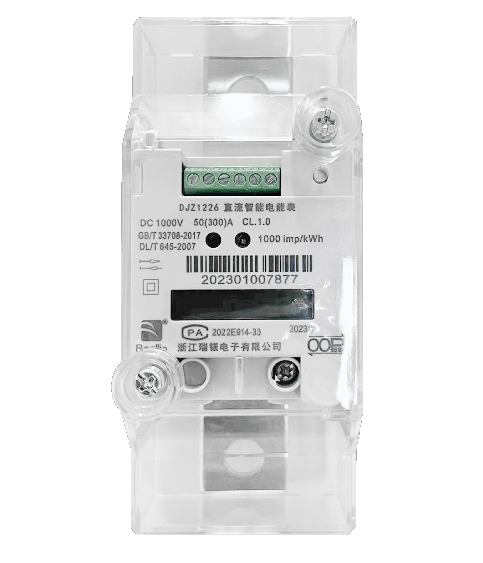 DJZ1226 直流智能电能表
DC 1000V 50(300)A CL.1.0
GB/T 33708-2017
DL/T 645-2007
1000 imp/kWh
202301007877
PA 2022E914-33
浙江瑞银电子有限公司